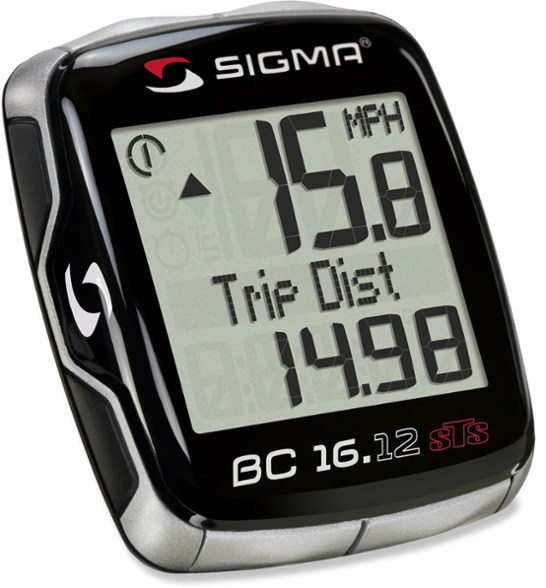 SIGMA®
MPH
15.8
Trip Dist
14.98
BC 16.12 STS